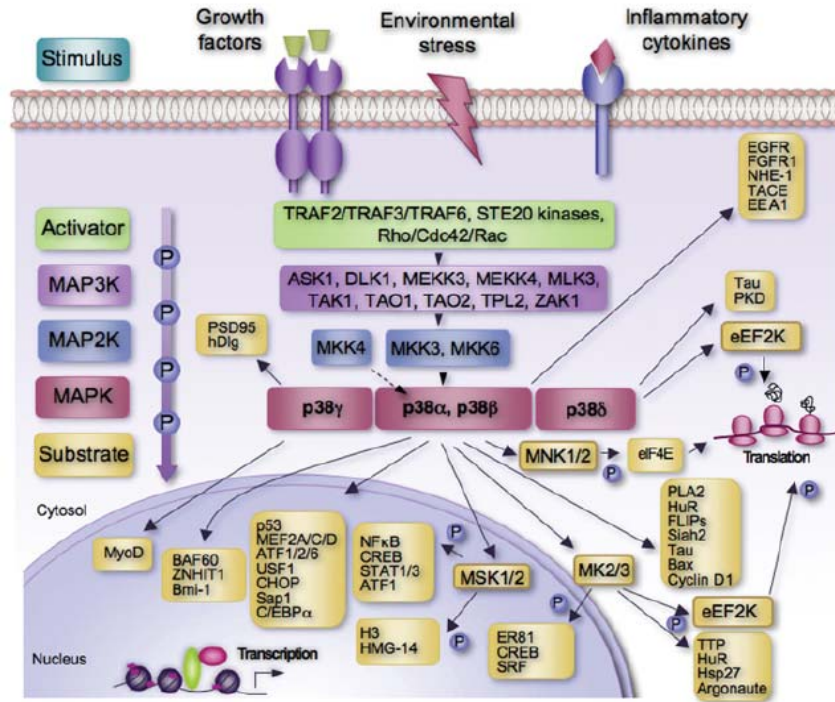 Growth
factors
Environmental
stress
Inflammatory
cytokines
Stimulus
EGFR
FGFR1
NHE-1
TACE
EEA1
Activator
TRAF2/TRAF3/TRAF6, STE20 kinases,
Rho/Cdc42/Rac
P
MAP3K
ASK1, DLK1, MEKK3, MEKK4, MLK3,
TAK1, TAO1, TAO2, TPL2, ZAK1
Tau
PKD
P
MAP2K
PSD95
hDlg
MKK4
MKK3, MKK6
eEF2K
P
P
MAPK
p38γ
p38α, p38β
p38δ
P
Substrate
MNK1/2
P
eIF4E
Translation
Cytosol
MyoD
BAF60
ZNHIT1
Bmi-1
p53
MEF2A/C/D
ATF1/2/6
USF1
CHOP
Sap1
C/EBPα
NFκB
CREB
STAT1/3
ATF1
P
MSK1/2
MK2/3
PLA2
HuR
FLIPs
Siah2
Tau
Bax
Cyclin D1
P
H3
HMG-14
P
P
ER81
CREB
SRF
P
eEF2K
TTP
HuR
Hsp27
Argonaute
Nucleus
Transcription